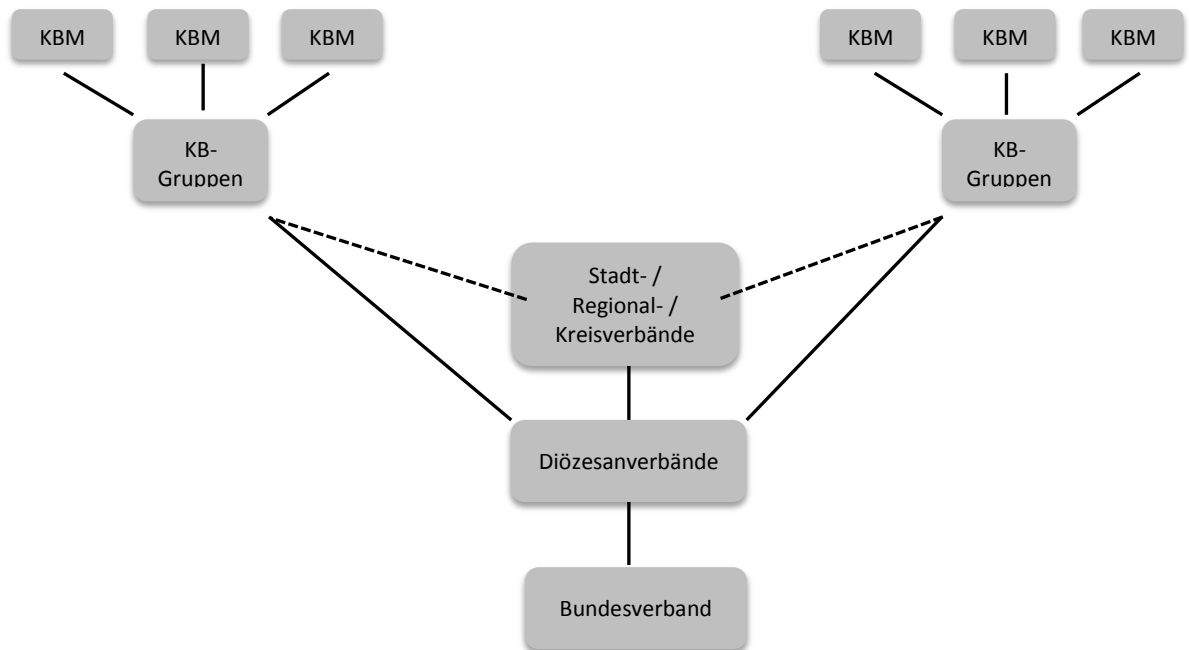 KBM
KBM
KBM
KBM
KBM
KBM
KB-
Gruppen
KB-
Gruppen
Stadt- /
Regional- /
Kreisverbände
Diözesanverbände
Bundesverband